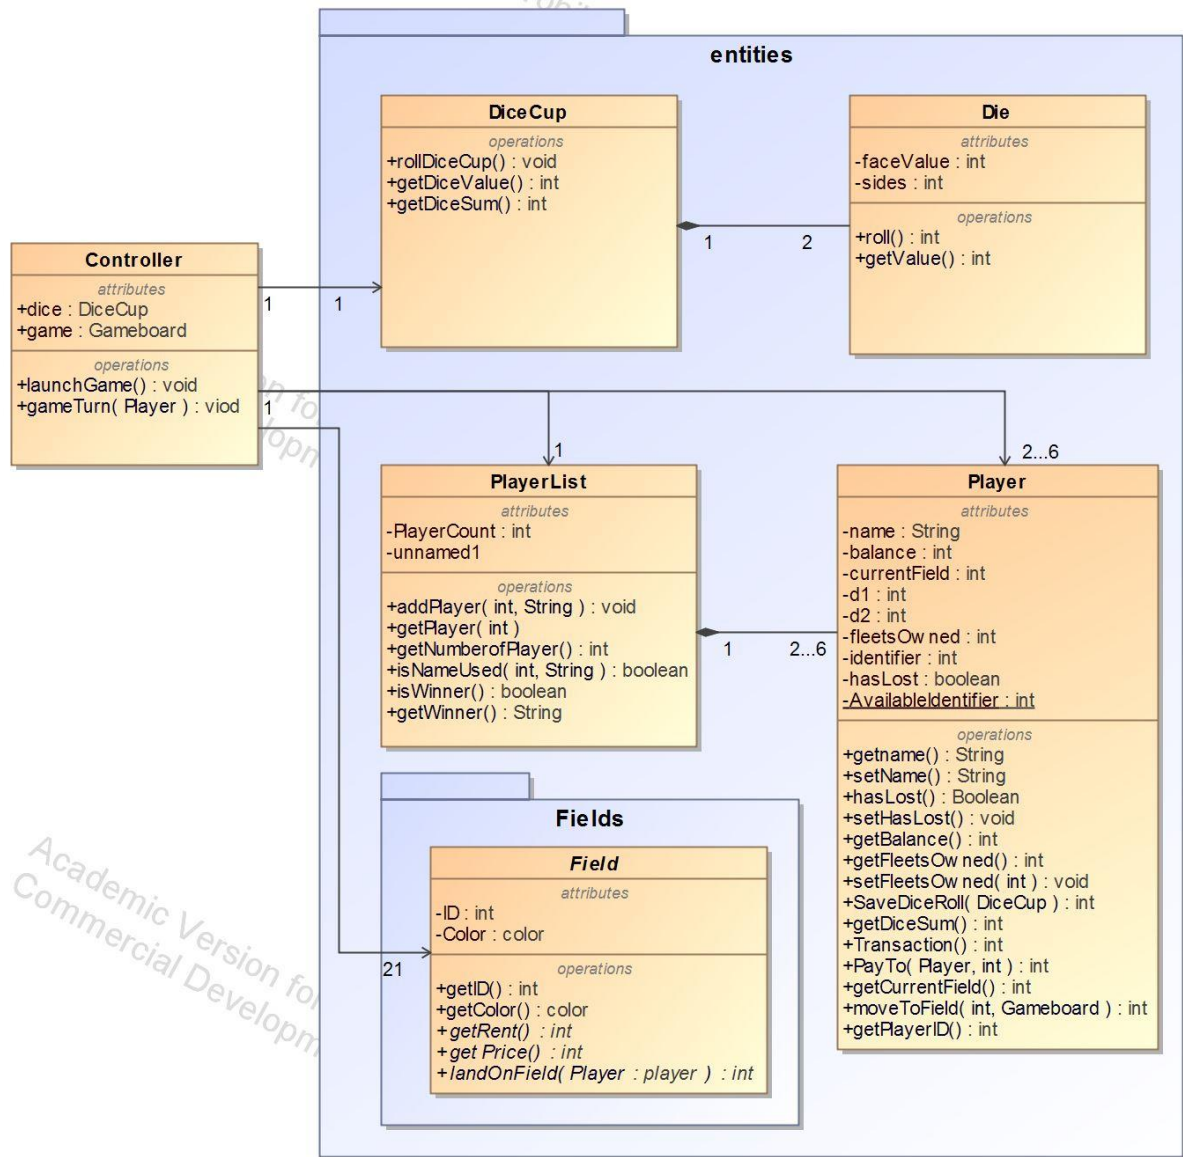 entities
DiceCup
operations
+rollDiceCup() : void
+getDiceValue() : int
+getDiceSum() : int
Die
attributes
-faceValue : int
-sides : int
operations
+roll() : int
+getValue() : int
1
2
Controller
attributes
+dice : DiceCup
+game : Gameboard
operations
+launchGame() : void
+gameTurn( Player ) : viod
1
1
1
1
2...6
PlayerList
attributes
-PlayerCount : int
-unnamed1
operations
+addPlayer( int, String ) : void
+getPlayer( int )
+getNumberofPlayer() : int
+isNameUsed( int, String ) : boolean
+isWinner() : boolean
+getWinner() : String
1
2...6
Player
attributes
-name : String
-balance : int
-currentField : int
-d1 : int
-d2 : int
-fleetsOwned : int
-identifier : int
-hasLost : boolean
-AvailableIdentifier : int
operations
+getname() : String
+setName() : String
+hasLost() : Boolean
+setHasLost() : void
+getBalance() : int
+getFleetsOwned() : int
+setFleetsOwned( int ) : void
+SaveDiceRoll( DiceCup ) : int
+getDiceSum() : int
+Transaction() : int
+PayTo( Player, int ) : int
+getCurrentField() : int
+moveToField( int, Gameboard ) : int
+getPlayerID() : int
Fields
Field
attributes
-ID : int
-Color : color
operations
+getID() : int
+getColor() : color
+getRent() : int
+get Price() : int
+landOnField( Player : player ) : int
21
Academic Version for
Commercial Developm